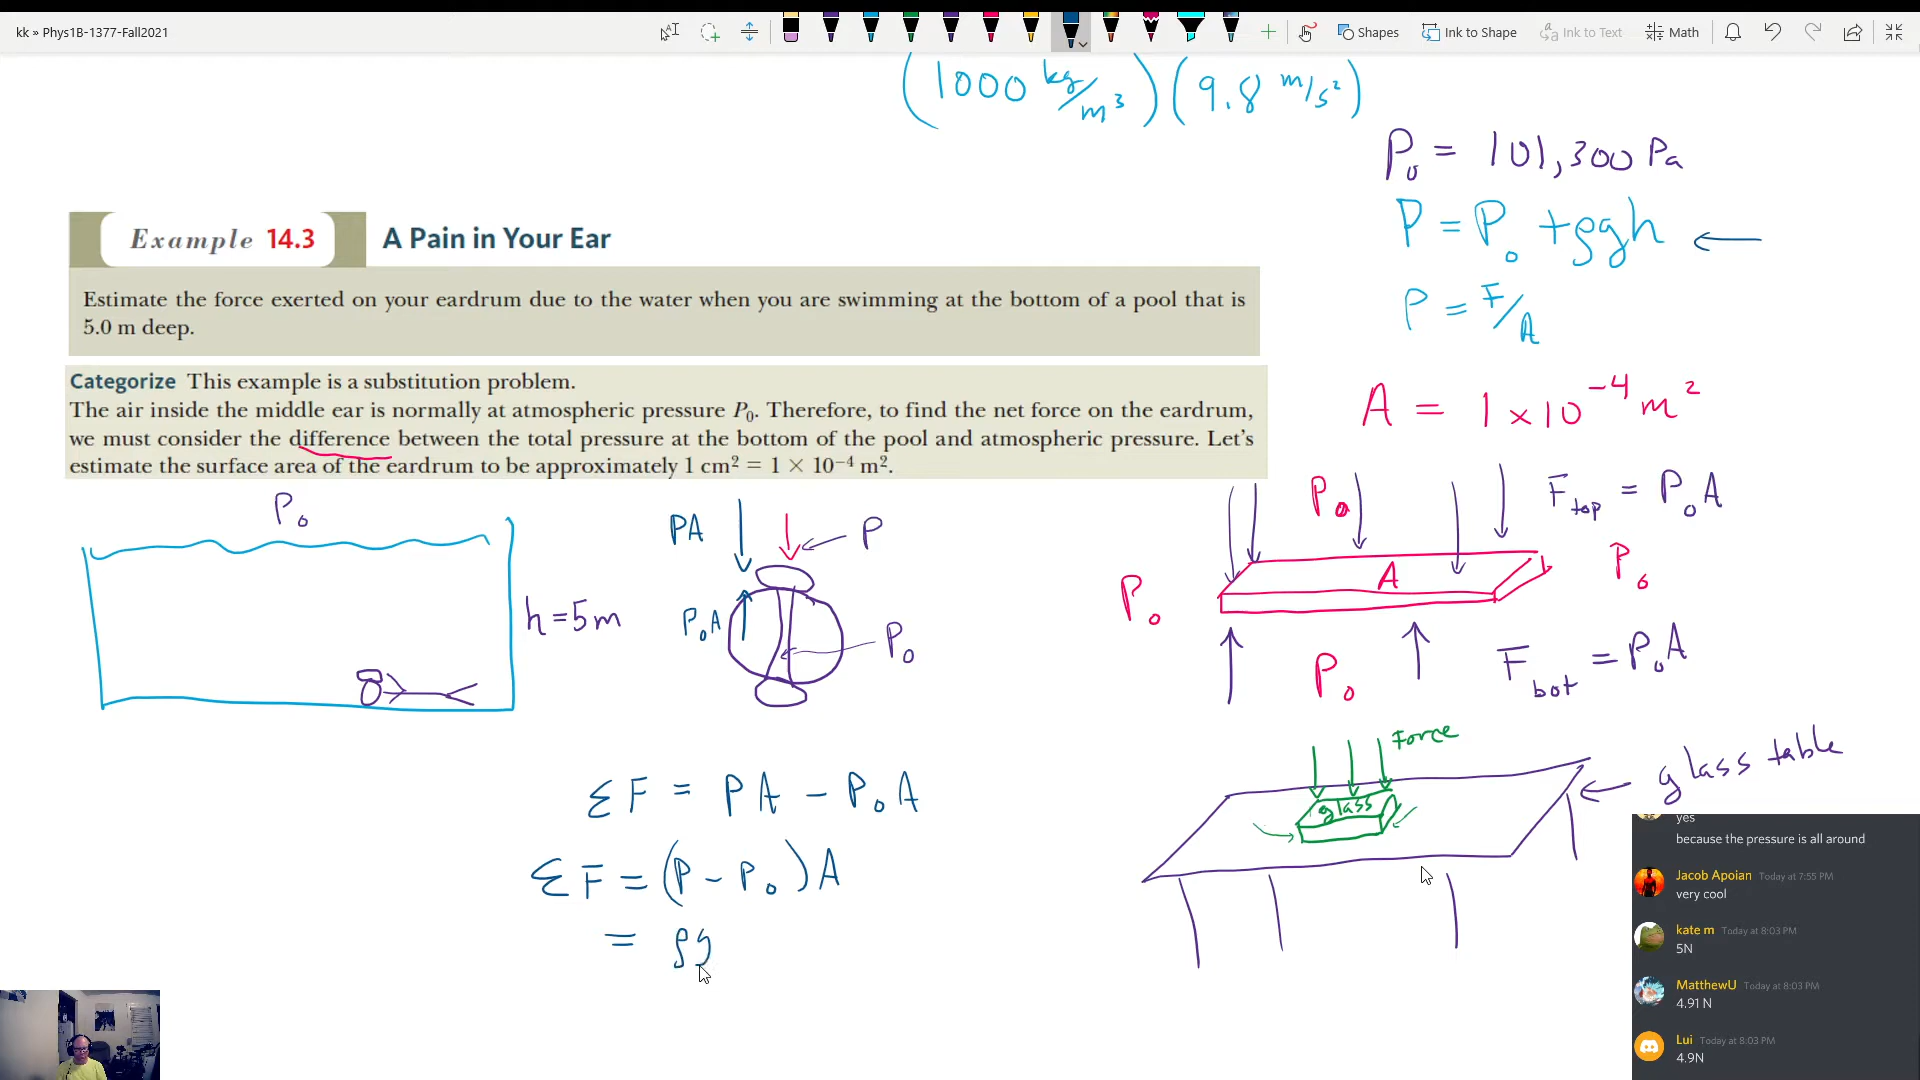 kk » Phys1B-1377-Fall2021
Shapes
Ink to Shape
Ink to Text
Math
(1000 kg/m³)(9.8 m/s²)
P₀ = 101,300 Pa
P = P₀ + ρgh
P = F/A
Example 14.3 A Pain in Your Ear
Estimate the force exerted on your eardrum due to the water when you are swimming at the bottom of a pool that is
5.0 m deep.
Categorize This example is a substitution problem.
The air inside the middle ear is normally at atmospheric pressure P₀. Therefore, to find the net force on the eardrum,
we must consider the difference between the total pressure at the bottom of the pool and atmospheric pressure. Let's
estimate the surface area of the eardrum to be approximately 1 cm² = 1 × 10⁻⁴ m².
A = 1 x 10⁻⁴ m²
P₀
h = 5m
PA
P
P₀A
P₀
P₀
F top = P₀A
A
P₀
P₀
P₀
F bot = P₀A
ΣF = PA - P₀A
ΣF = (P - P₀)A
= ρg
Force
glass
glass table
yes
because the pressure is all around
Jacob Apoian Today at 7:55 PM
very cool
kate m Today at 8:03 PM
5N
MatthewU Today at 8:03 PM
4.91 N
Lui Today at 8:03 PM
4.9N